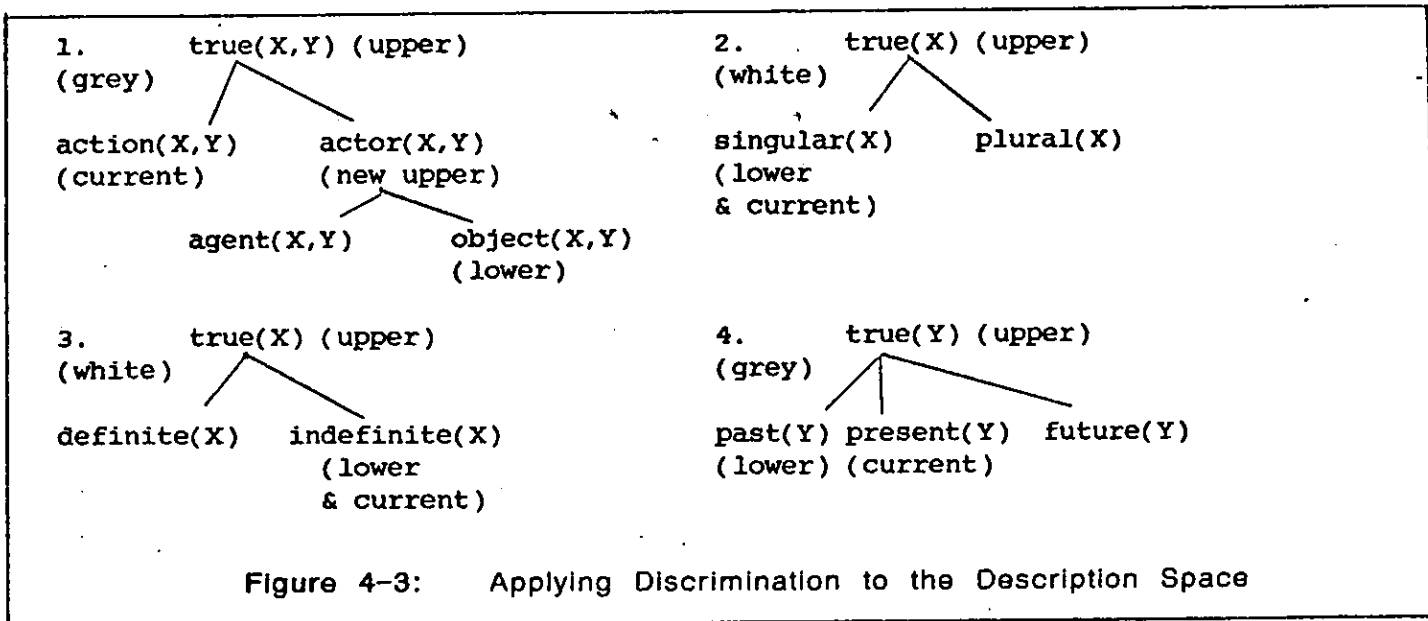 1. true(X,Y) (upper)
(grey)
action(X,Y) actor(X,Y)
(current) (new upper)
agent(X,Y) object(X,Y)
(lower)
2. true(X) (upper)
(white)
singular(X) plural(X)
(lower
& current)
3. true(X) (upper)
(white)
definite(X) indefinite(X)
(lower
& current)
4. true(Y) (upper)
(grey)
past(Y) present(Y) future(Y)
(lower) (current)
Figure 4-3: Applying Discrimination to the Description Space